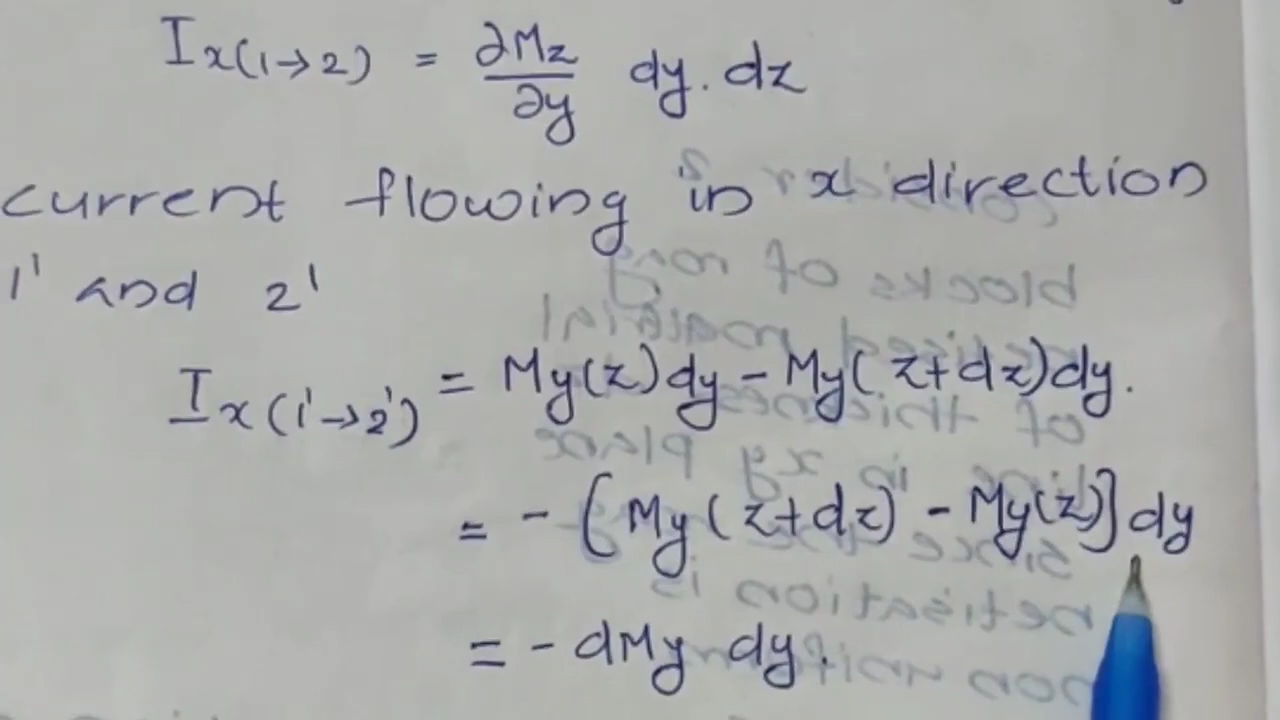 Ix(1→2) = ∂Mz/∂y dy.dz
current flowing in x direction
1' and 2'
Ix(1'→2') = My(z)dy - My(z+dz)dy.
= - [My(z+dz) - My(z)]dy
= - dMy dy.